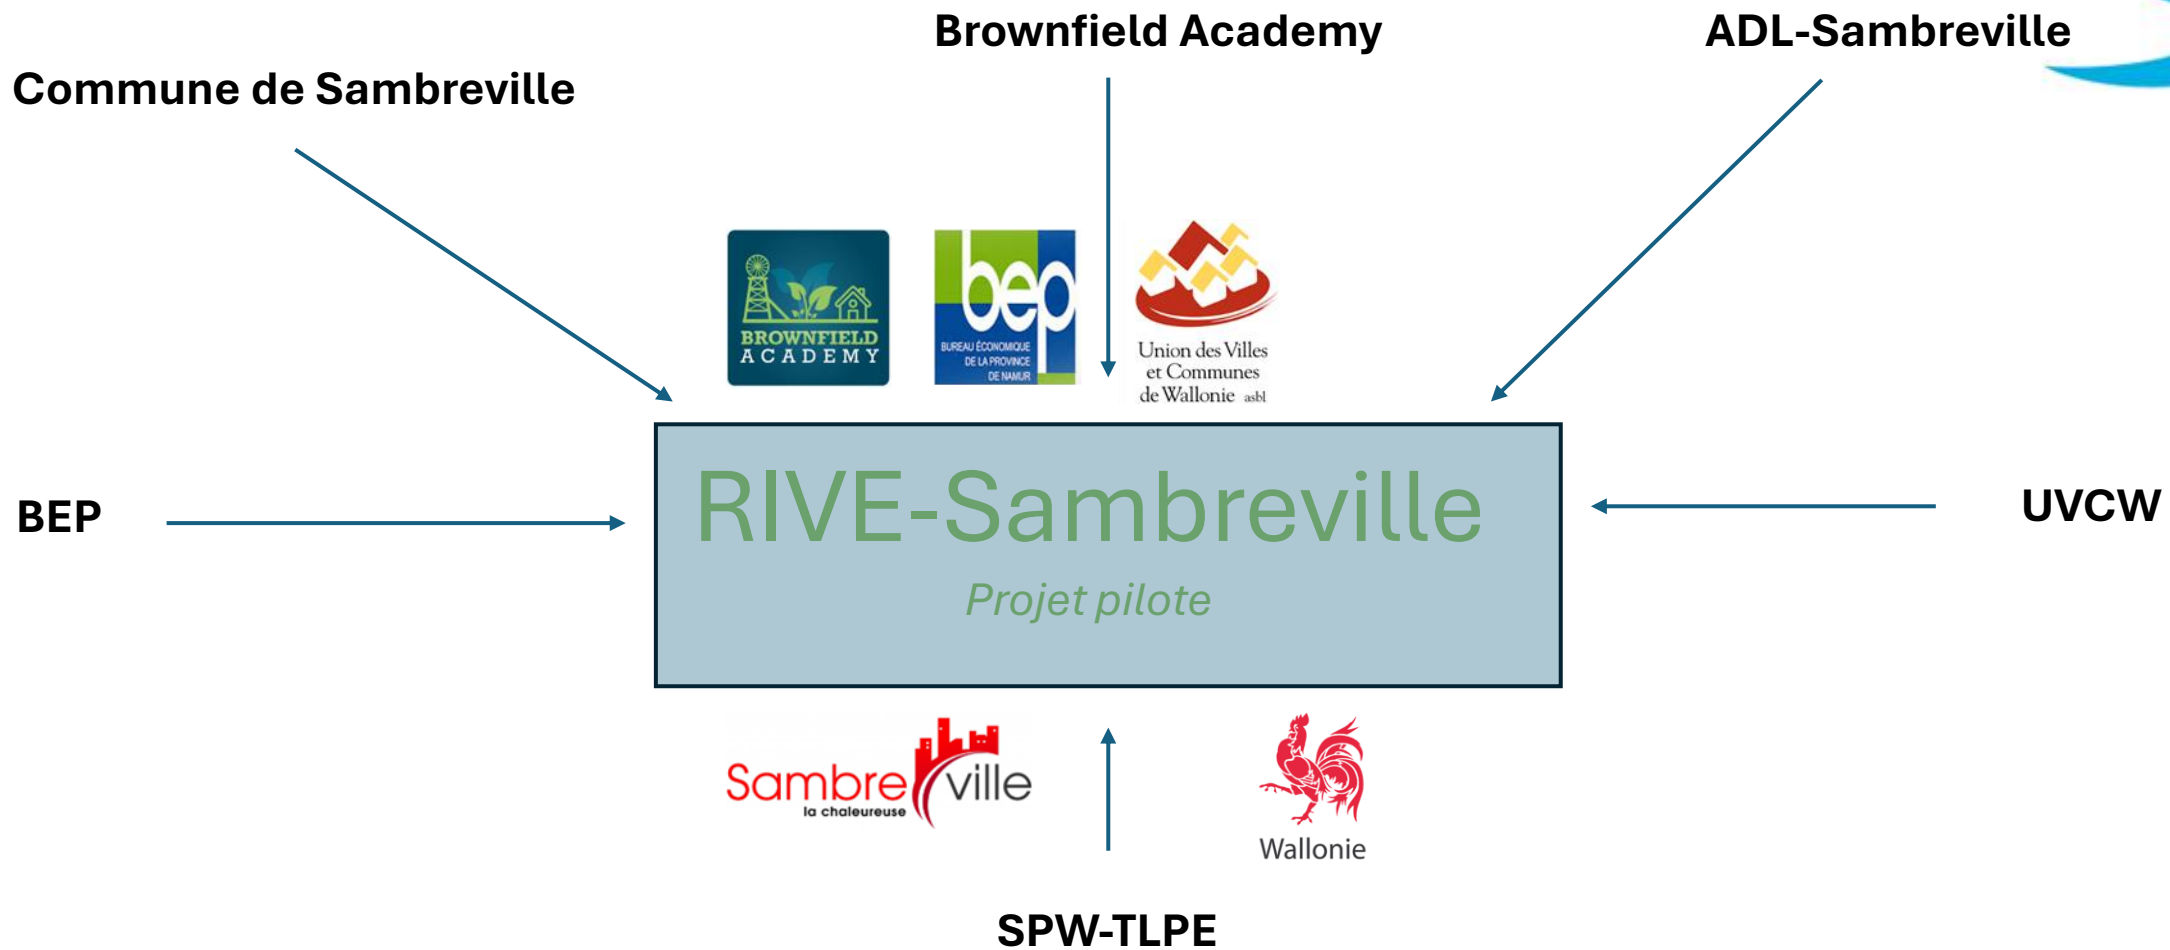 Brownfield Academy
ADL-Sambreville
Commune de Sambreville
BROWNFIELD
ACADEMY
bep
BUREAU ÉCONOMIQUE
DE LA PROVINCE
DE NAMUR
Union des Villes
et Communes
de Wallonie asbl
BEP
RIVE-Sambreville
Projet pilote
UVCW
Sambreville
la chaleureuse
Wallonie
SPW-TLPE